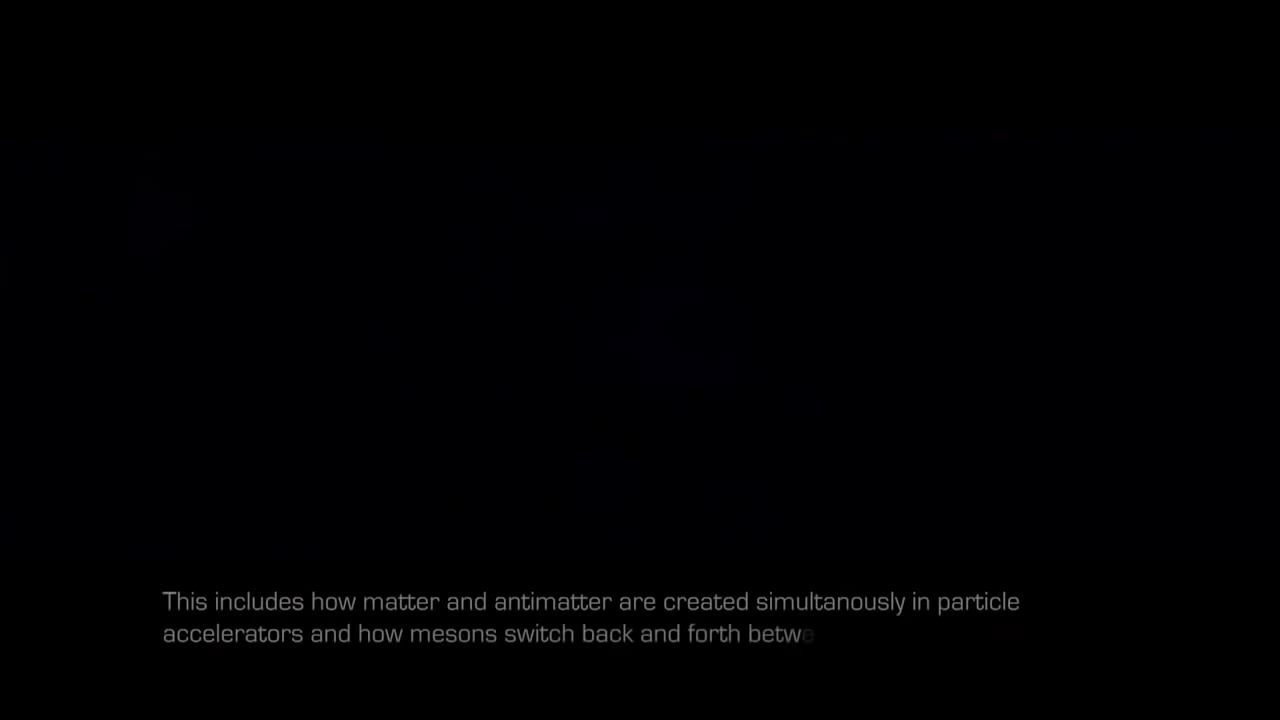 This includes how matter and antimatter are created simultanously in particle
accelerators and how mesons switch back and forth betwe